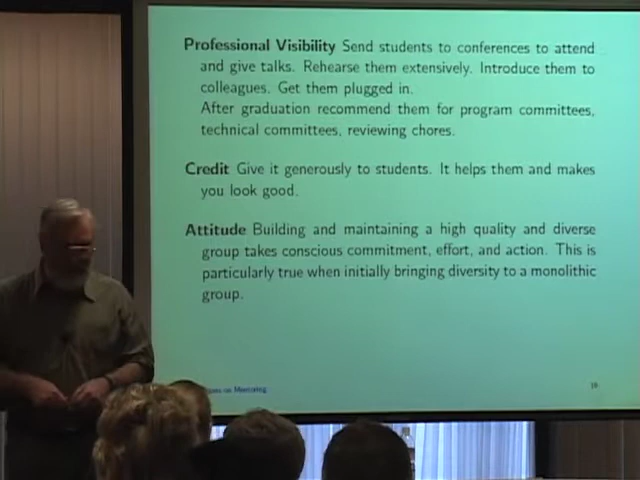 Professional Visibility Send students to conferences to attend
and give talks. Rehearse them extensively. Introduce them to
colleagues. Get them plugged in.
After graduation recommend them for program committees,
technical committees, reviewing chores.
Credit Give it generously to students. It helps them and makes
you look good.
Attitude Building and maintaining a high quality and diverse
group takes conscious commitment, effort, and action. This is
particularly true when initially bringing diversity to a monolithic
group.
on Mentoring